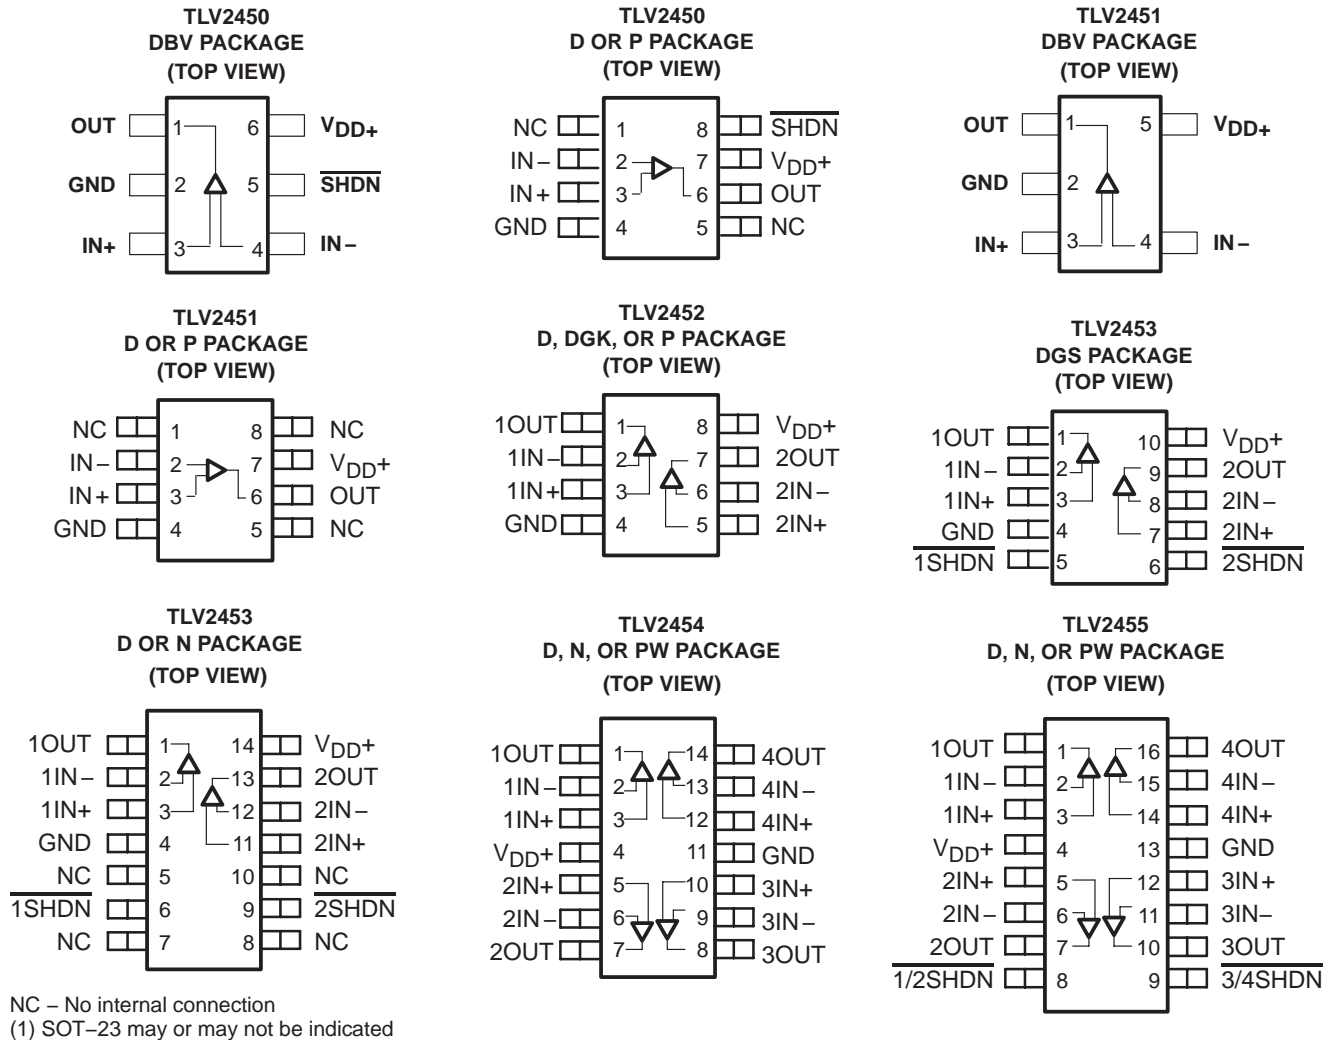 TLV2450
DBV PACKAGE
(TOP VIEW)
OUT 1 6 VDD+
GND 2 5 SHDN
IN+ 3 4 IN−
TLV2450
D OR P PACKAGE
(TOP VIEW)
NC 1 8 SHDN
IN− 2 7 VDD+
IN+ 3 6 OUT
GND 4 5 NC
TLV2451
DBV PACKAGE
(TOP VIEW)
OUT 1 5 VDD+
GND 2
IN+ 3 4 IN−
TLV2451
D OR P PACKAGE
(TOP VIEW)
NC 1 8 NC
IN− 2 7 VDD+
IN+ 3 6 OUT
GND 4 5 NC
TLV2452
D, DGK, OR P PACKAGE
(TOP VIEW)
1OUT 1 8 VDD+
1IN− 2 7 2OUT
1IN+ 3 6 2IN−
GND 4 5 2IN+
TLV2453
DGS PACKAGE
(TOP VIEW)
1OUT 1 10 VDD+
1IN− 2 9 2OUT
1IN+ 3 8 2IN−
GND 4 7 2IN+
1SHDN 5 6 2SHDN
TLV2453
D OR N PACKAGE
(TOP VIEW)
1OUT 1 14 VDD+
1IN− 2 13 2OUT
1IN+ 3 12 2IN−
GND 4 11 2IN+
NC 5 10 NC
1SHDN 6 9 2SHDN
NC 7 8 NC
TLV2454
D, N, OR PW PACKAGE
(TOP VIEW)
1OUT 1 14 4OUT
1IN− 2 13 4IN−
1IN+ 3 12 4IN+
VDD+ 4 11 GND
2IN+ 5 10 3IN+
2IN− 6 9 3IN−
2OUT 7 8 3OUT
TLV2455
D, N, OR PW PACKAGE
(TOP VIEW)
1OUT 1 16 4OUT
1IN− 2 15 4IN−
1IN+ 3 14 4IN+
VDD+ 4 13 GND
2IN+ 5 12 3IN+
2IN− 6 11 3IN−
2OUT 7 10 3OUT
1/2SHDN 8 9 3/4SHDN
NC − No internal connection
(1) SOT−23 may or may not be indicated